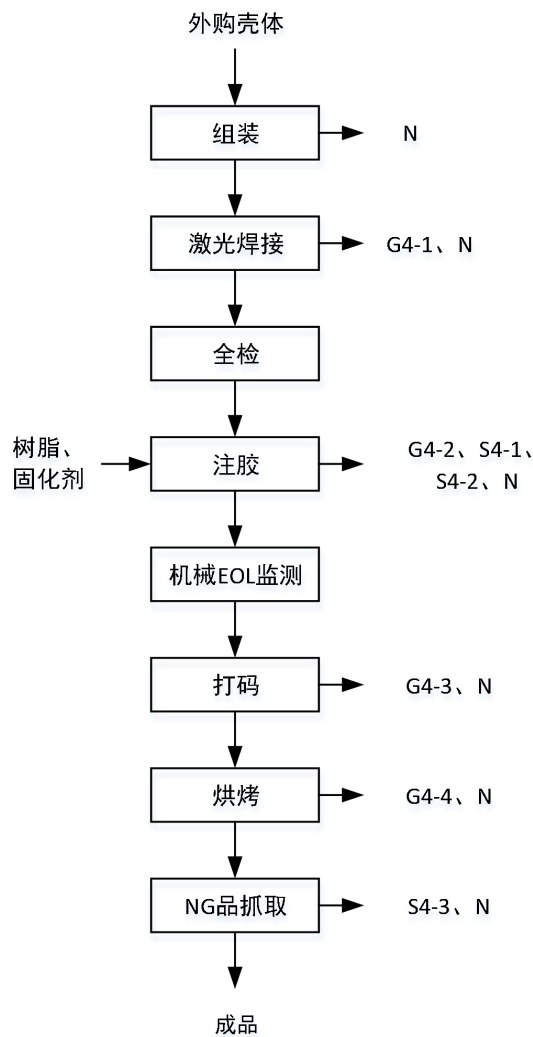 外购壳体
组装
N
激光焊接
G4-1、N
全检
树脂、
固化剂
注胶
G4-2、S4-1、
S4-2、N
机械EOL监测
打码
G4-3、N
烘烤
G4-4、N
NG品抓取
S4-3、N
成品